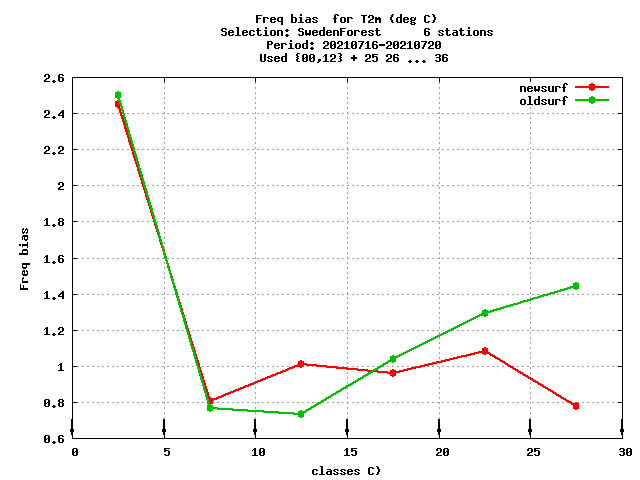 Freq bias  for T2m (deg C)
Selection: SwedenForest      6 stations
Period: 20210716-20210720
Used {00,12} + 25 26 ... 36
newsurf
oldsurf
2.6
2.4
2.2
2
1.8
1.6
1.4
1.2
1
0.8
0.6
Freq bias
0 5 10 15 20 25 30
classes C)